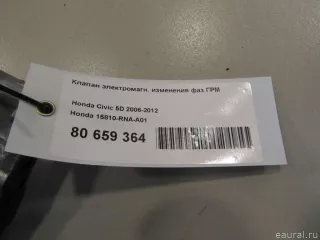 Клапан электромагн. изменения фаз ГРМ
Honda Civic 5D 2006-2012
Honda 15810-RNA-A01
80 659 364
eaural.ru